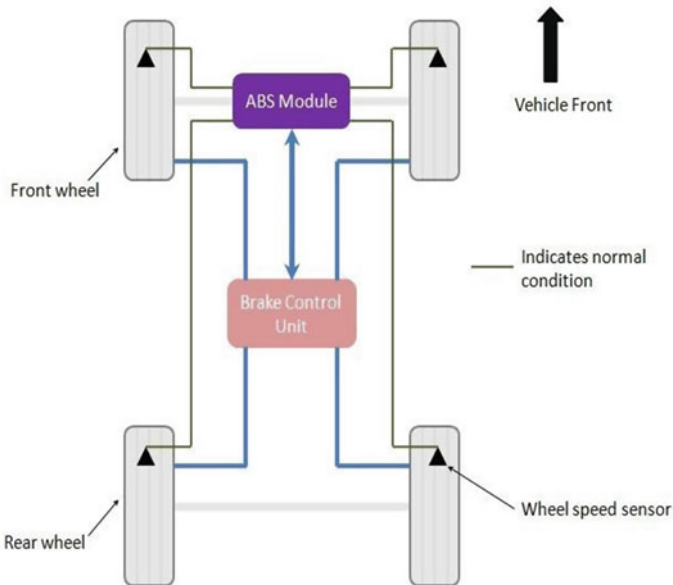 ABS Module
Vehicle Front
Front wheel
Indicates normal
condition
Brake Control
Unit
Wheel speed sensor
Rear wheel